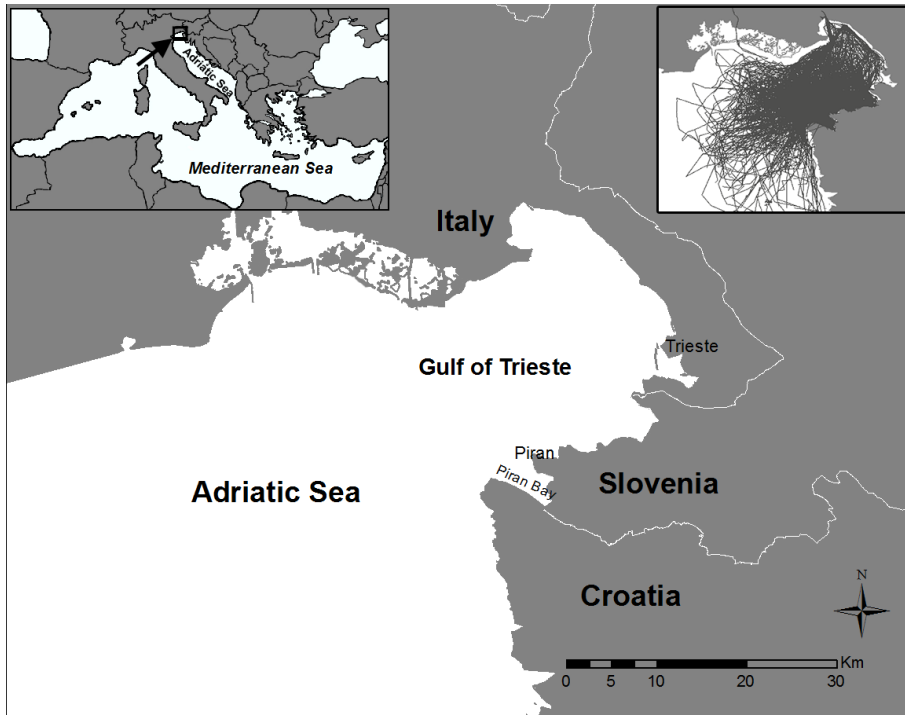 Adriatic Sea
Mediterranean Sea
Italy
Trieste
Gulf of Trieste
Piran
Piran Bay
Slovenia
Adriatic Sea
Croatia
N
Km
0 5 10 20 30